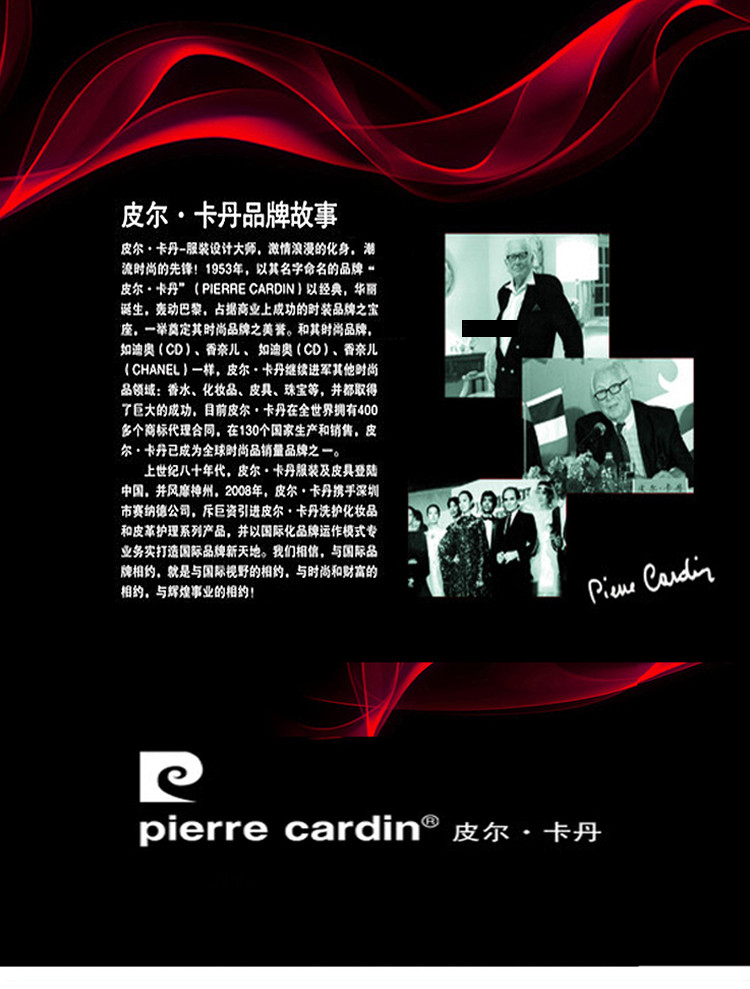 皮尔·卡丹品牌故事
皮尔·卡丹-服装设计大师，激情浪漫的化身，潮
流时尚的先锋！1953年，以其名字命名的品牌“
皮尔·卡丹”（PIERRE CARDIN）以经典，华丽
诞生，轰动巴黎，占据商业上成功的时装品牌之宝
座，一举奠定其时尚品牌之美誉。和其时尚品牌，
如迪奥（CD）、香奈儿 、如迪奥（CD）、香奈儿
（CHANEL）一样，皮尔·卡丹继续进军其他时尚
品领域：香水、化妆品、皮具、珠宝等，并都取得
了巨大的成功，目前皮尔·卡丹在全世界拥有400
多个商标代理合同，在130个国家生产和销售，皮
尔·卡丹已成为全球时尚品销量品牌之一。
上世纪八十年代，皮尔·卡丹服装及皮具登陆
中国，并风靡神州，2008年，皮尔·卡丹携手深圳
市赛纳德公司，斥巨资引进皮尔·卡丹洗护化妆品
和皮革护理系列产品，并以国际化品牌运作模式专
业务实打造国际品牌新天地。我们相信，与国际品
牌相约，就是与国际视野的相约，与时尚和财富的
相约，与辉煌事业的相约！
皮尔·卡丹
Pierre Cardin
pierre cardin® 皮尔·卡丹